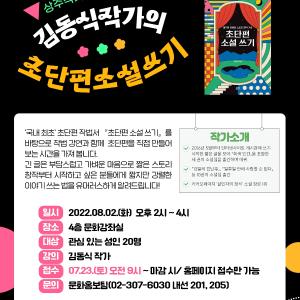 상주작가
김동식작가의
초단편소설쓰기
초단편
소설 쓰기
'국내 최초' 초단편 작법서 「초단편 소설 쓰기」를
바탕으로 작법 강연과 함께 초단편을 직접 만들어
보는 시간을 가져 봅니다.
긴 글은 부담스럽고 가벼운 마음으로 짧은 스토리
창작부터 시작하고 싶은 분들에게 짧지만 강렬한
이야기 쓰는 법을 유머러스하게 알려드립니다!
작가소개
일시 2022.08.02.(화) 오후 2시 – 4시
장소 4층 문화강좌실
대상 관심 있는 성인 20명
강의 김동식 작가
접수 07.23.(토) 오전 9시 ~ 마감 시/ 홈페이지 접수만 가능
문의 문화홍보팀(02-307-6030 내선 201, 205)